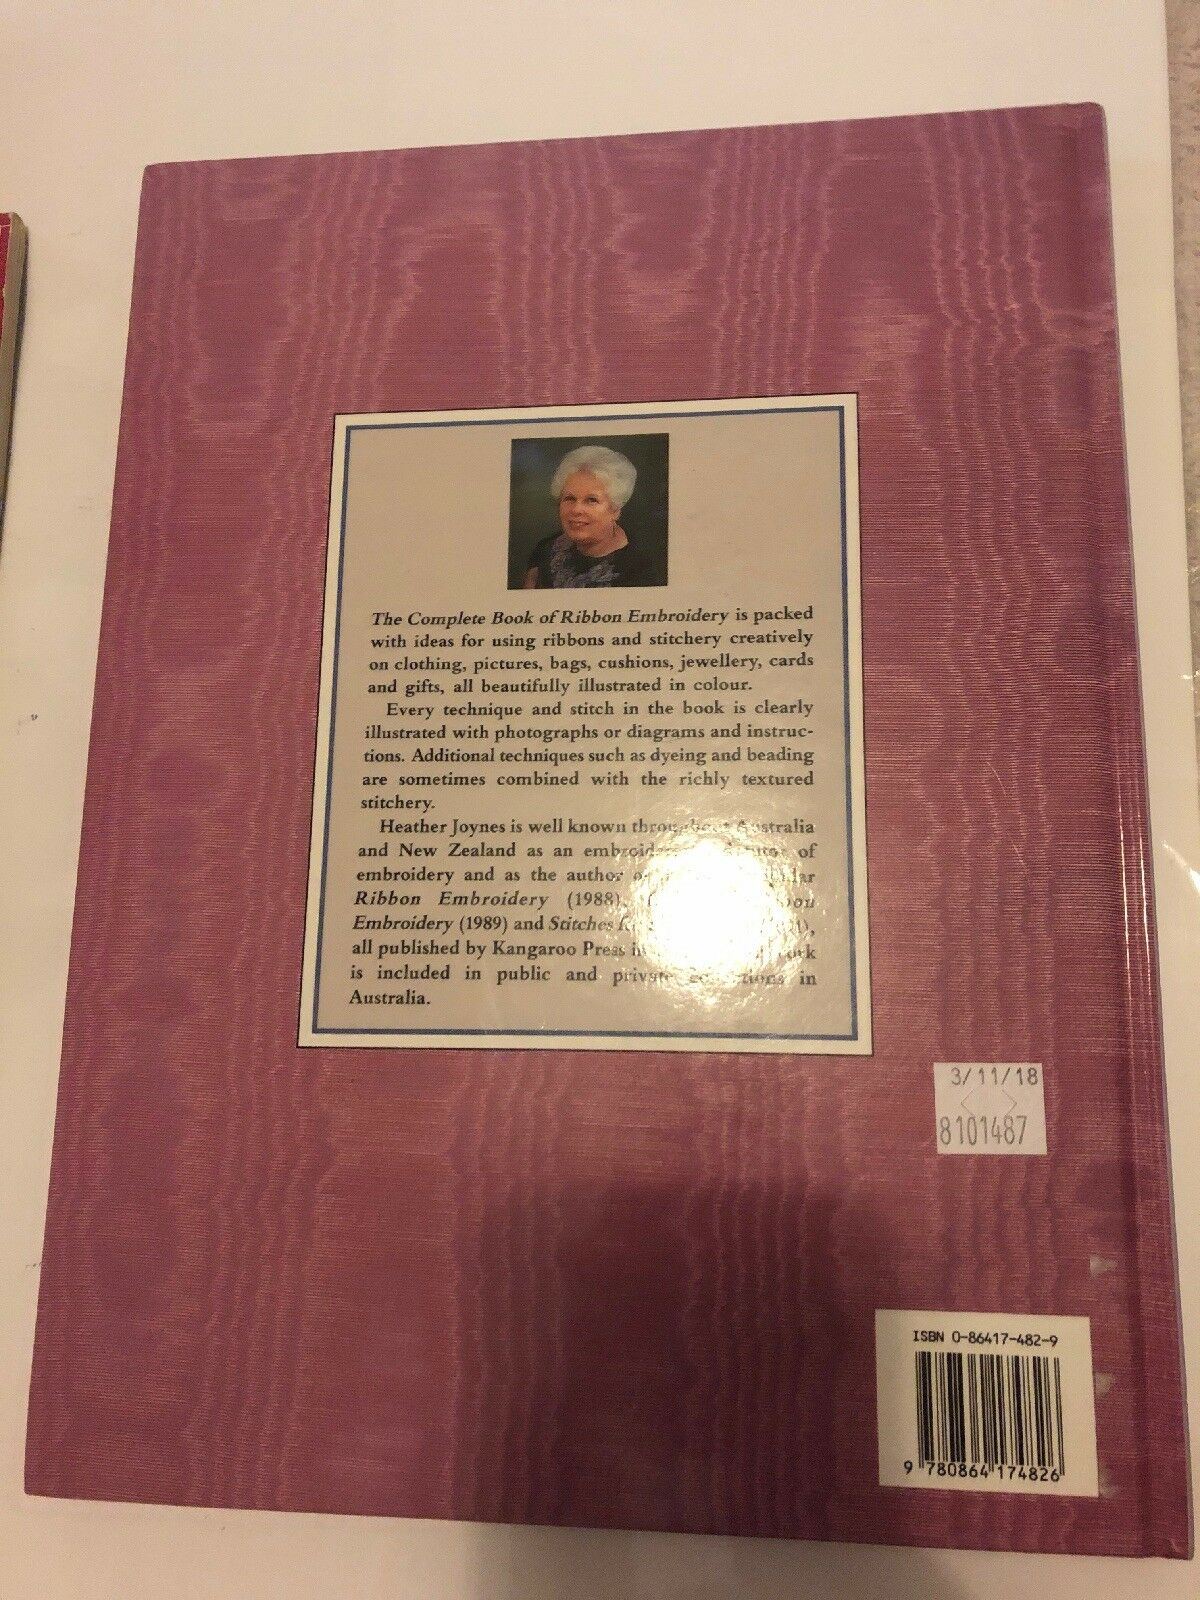 The Complete Book of Ribbon Embroidery is packed
with ideas for using ribbons and stitchery creatively
on clothing, pictures, bags, cushions, jewellery, cards
and gifts, all beautifully illustrated in colour.
Every technique and stitch in the book is clearly
illustrated with photographs or diagrams and instruc-
tions. Additional techniques such as dyeing and beading
are sometimes combined with the richly textured
stitchery.
Heather Joynes is well known throughout Australia
and New Zealand as an embroiderer of
embroidery and as the author
Ribbon Embroidery (1988),
Embroidery (1989) and Stitches
all published by Kangaroo Press
is included in public and private collections in
Australia.
3/11/18
8101487
ISBN 0-86417-482-9
9 780864 174826